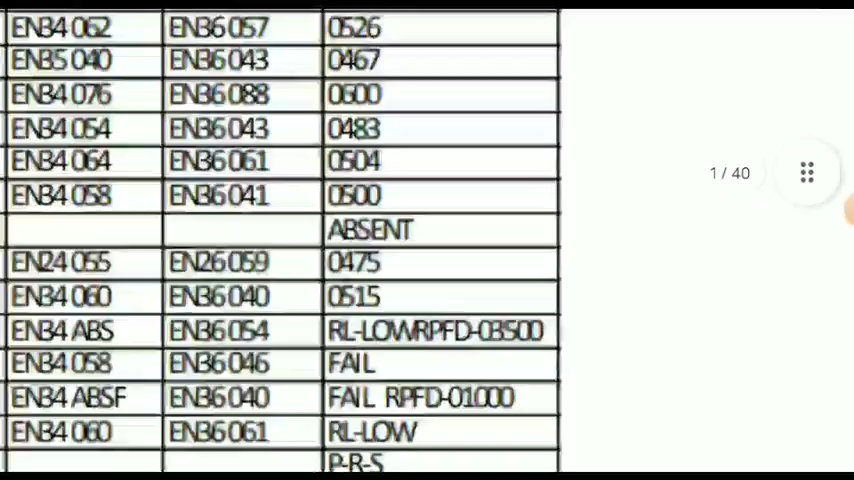 EN34 062 EN36 057 0526
EN35 040 EN36 043 0467
EN34 076 EN36 088 0600
EN34 054 EN36 043 0483
EN34 064 EN36 061 0504
EN34 058 EN36 041 0500
ABSENT
EN24 055 EN26 059 0475
EN34 060 EN36 040 0515
EN34 ABS EN36 054 RL-LOWRPFD-03500
EN34 058 EN36 046 FAIL
EN34 ABSF EN36 040 FAIL RPFD-01000
EN34 060 EN36 061 RL-LOW
P-R-S
1 / 40